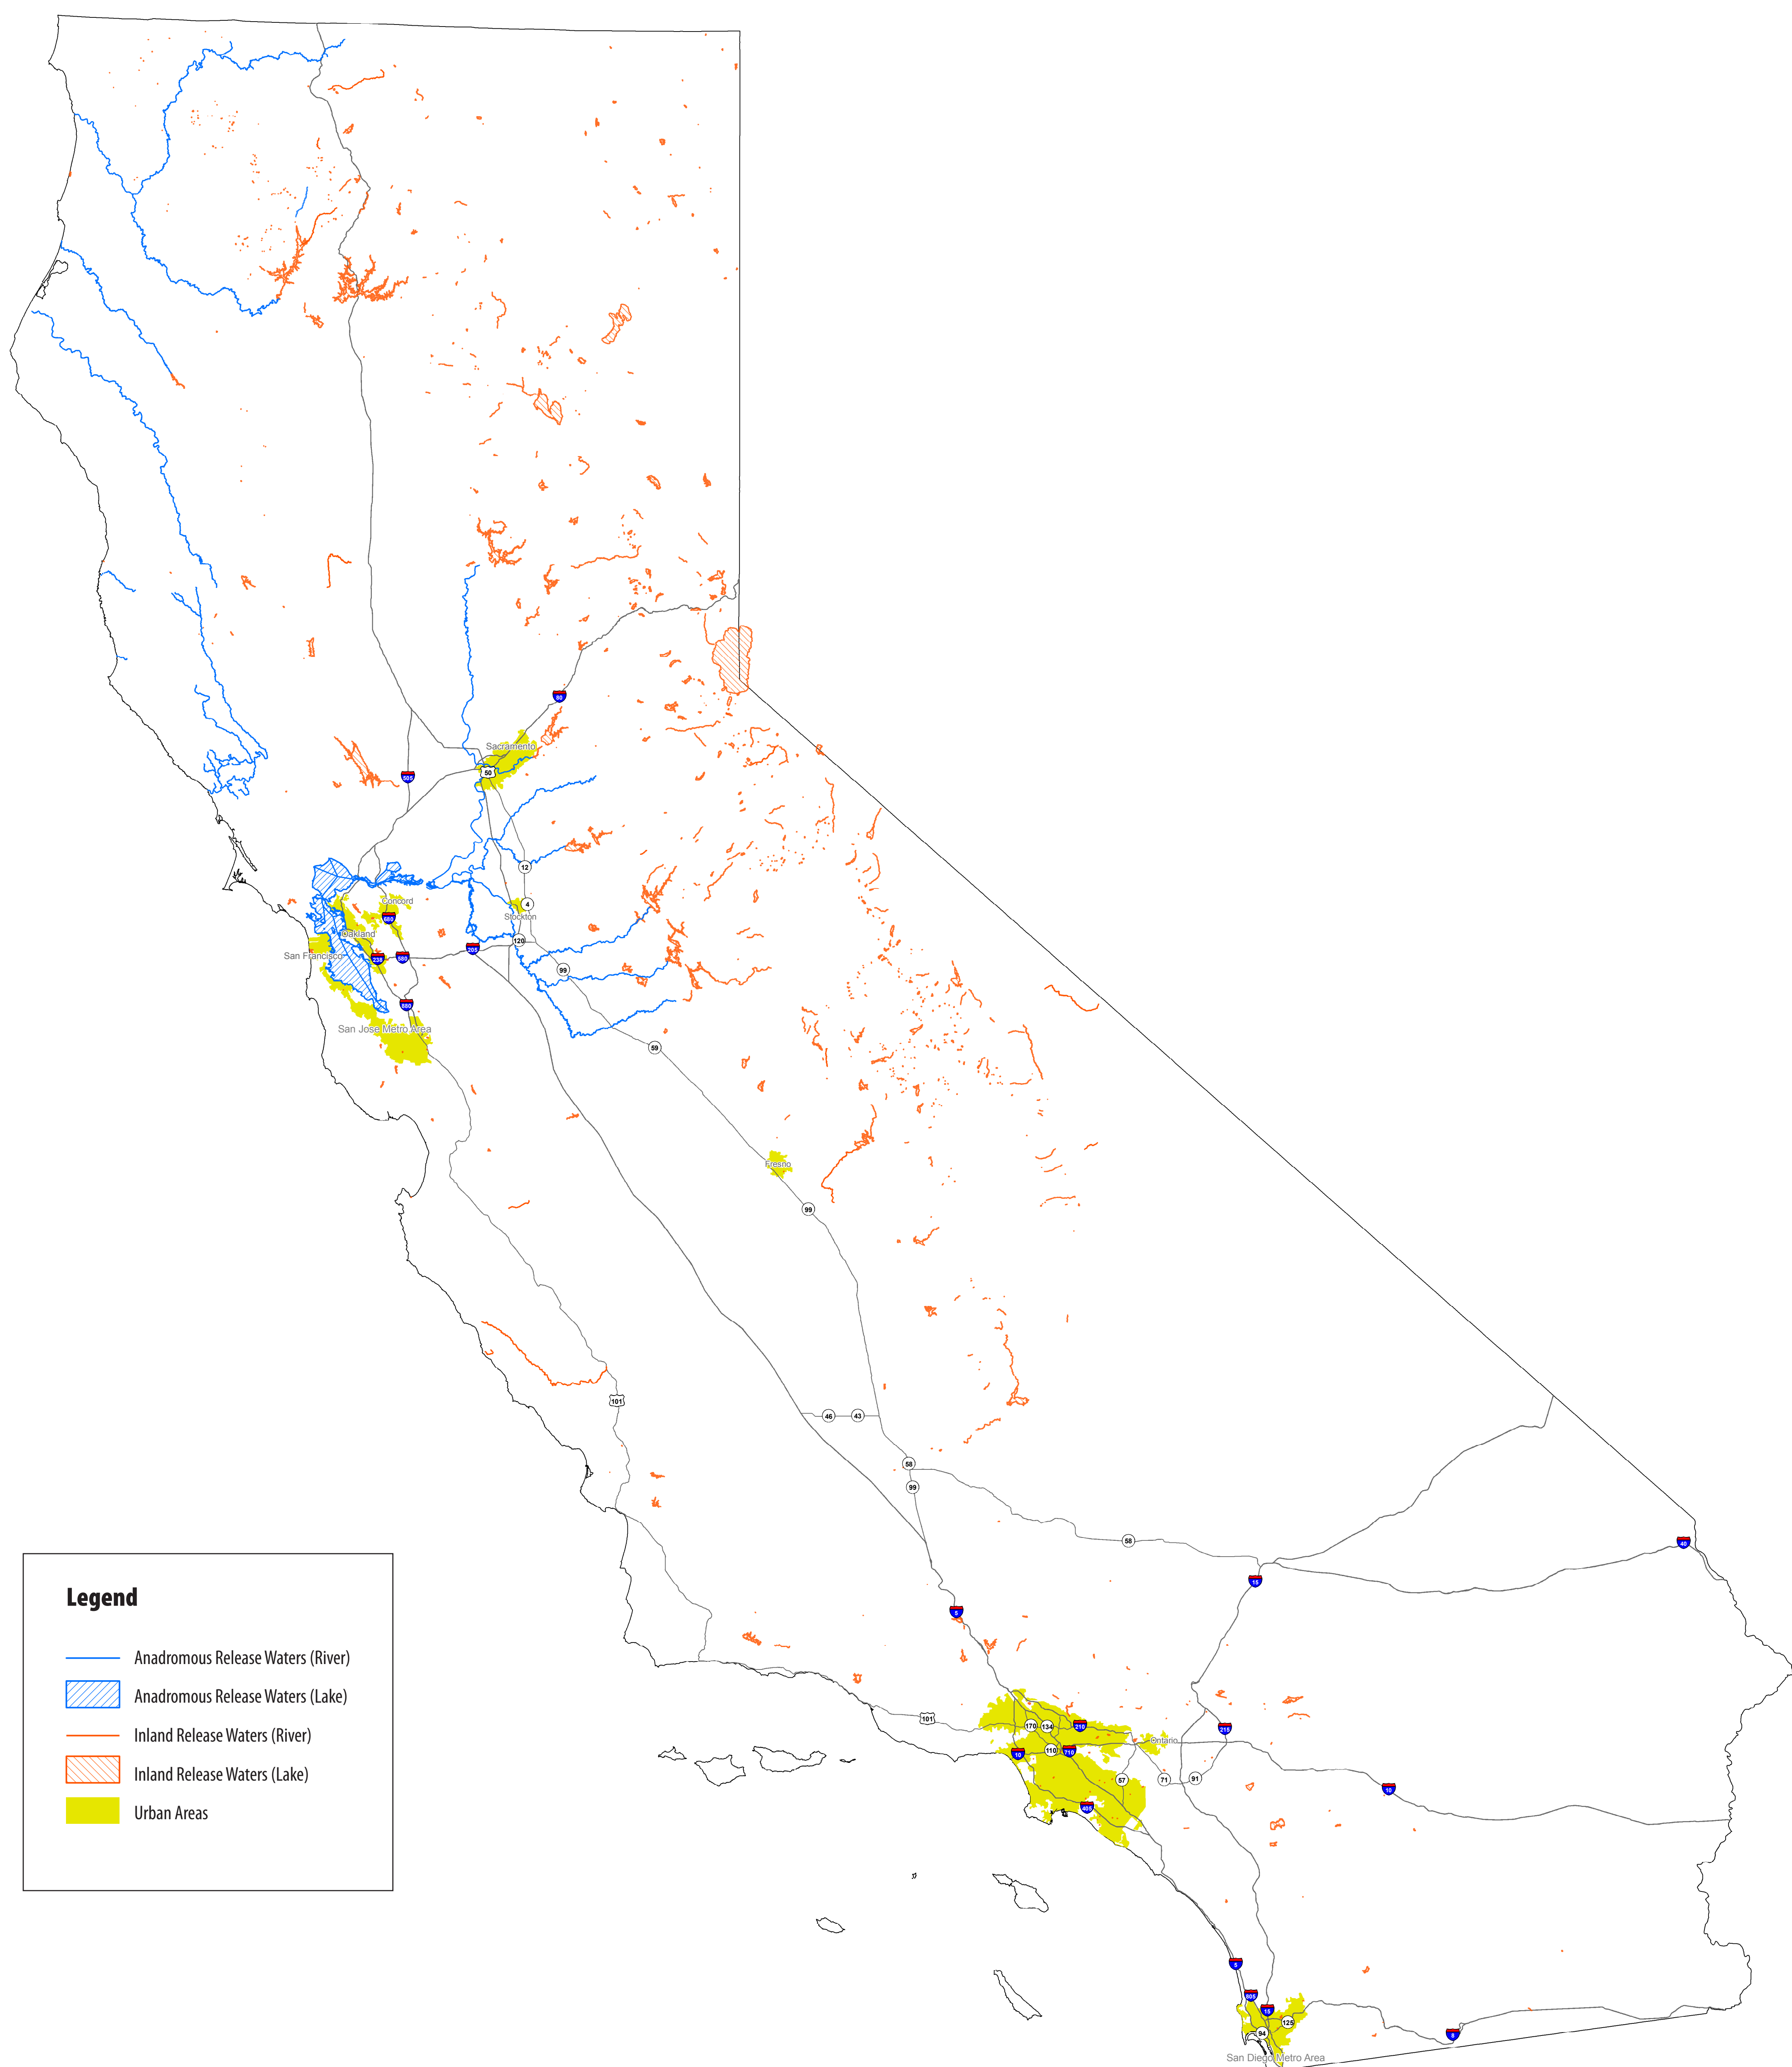 80
Sacramento
505
50
12
Concord
4
680
Stockton
Oakland
120
205
San Francisco
238
580
99
880
San Jose Metro Area
59
Fresno
99
101
46
43
58
99
58
40
15
5
Legend
Anadromous Release Waters (River)
Anadromous Release Waters (Lake)
Inland Release Waters (River)
Inland Release Waters (Lake)
Urban Areas
101
170
134
210
215
Ontario
10
110
710
57
71
91
10
405
5
805
15
125
94
8
San Diego Metro Area